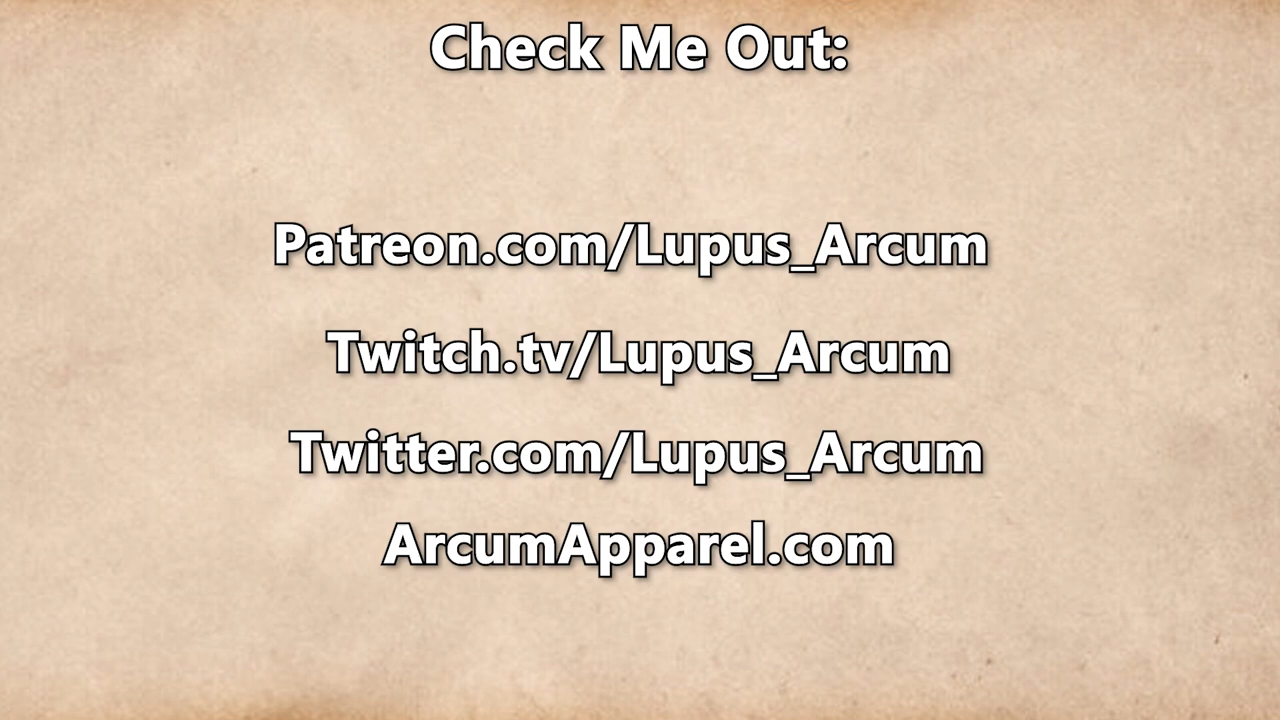 Check Me Out:
Patreon.com/Lupus_Arcum
Twitch.tv/Lupus_Arcum
Twitter.com/Lupus_Arcum
ArcumApparel.com